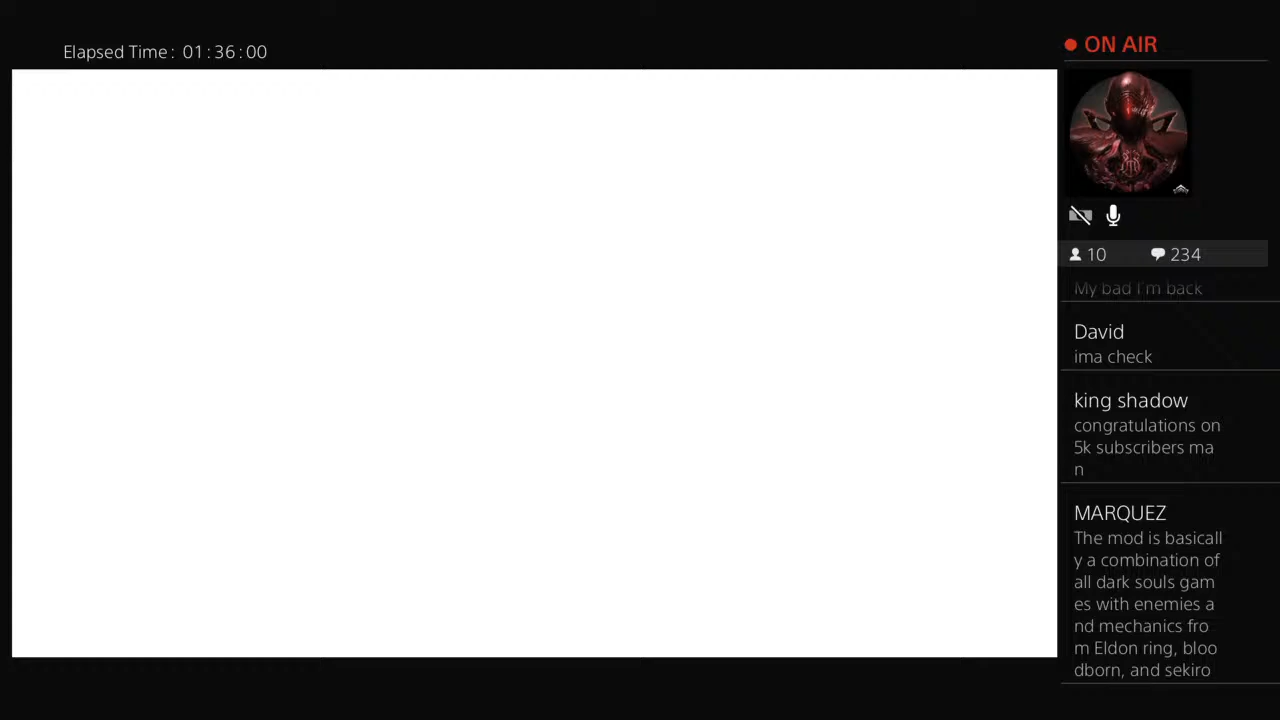 Elapsed Time: 01:36:00
ON AIR
10 234
My bad I'm back
David
ima check
king shadow
congratulations on
5k subscribers ma
n
MARQUEZ
The mod is basicall
y a combination of
all dark souls gam
es with enemies a
nd mechanics fro
m Eldon ring, bloo
dborn, and sekiro